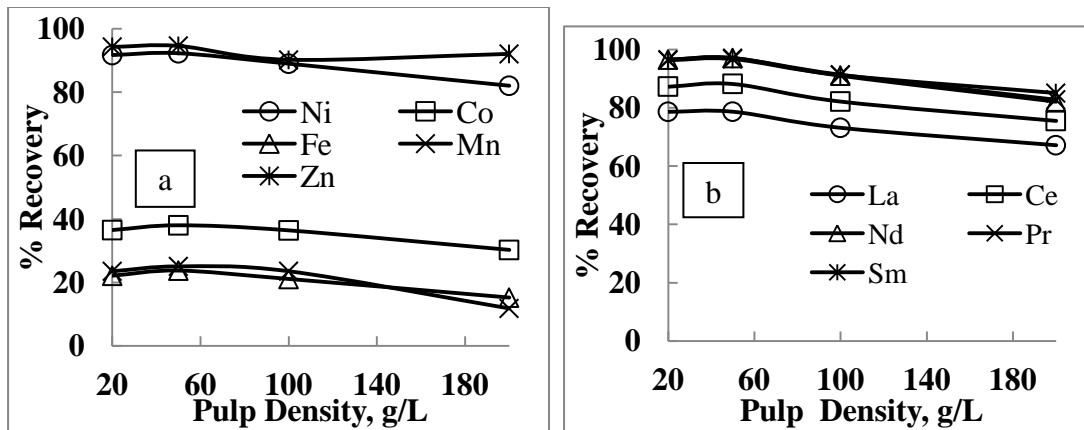 100
80
60
40
20
0
% Recovery
Ni Co
Fe Mn
Zn
a
20 60 100 140 180
Pulp Density, g/L
100
80
60
40
20
0
% Recovery
b
La Ce
Nd Pr
Sm
20 60 100 140 180
Pulp Density, g/L